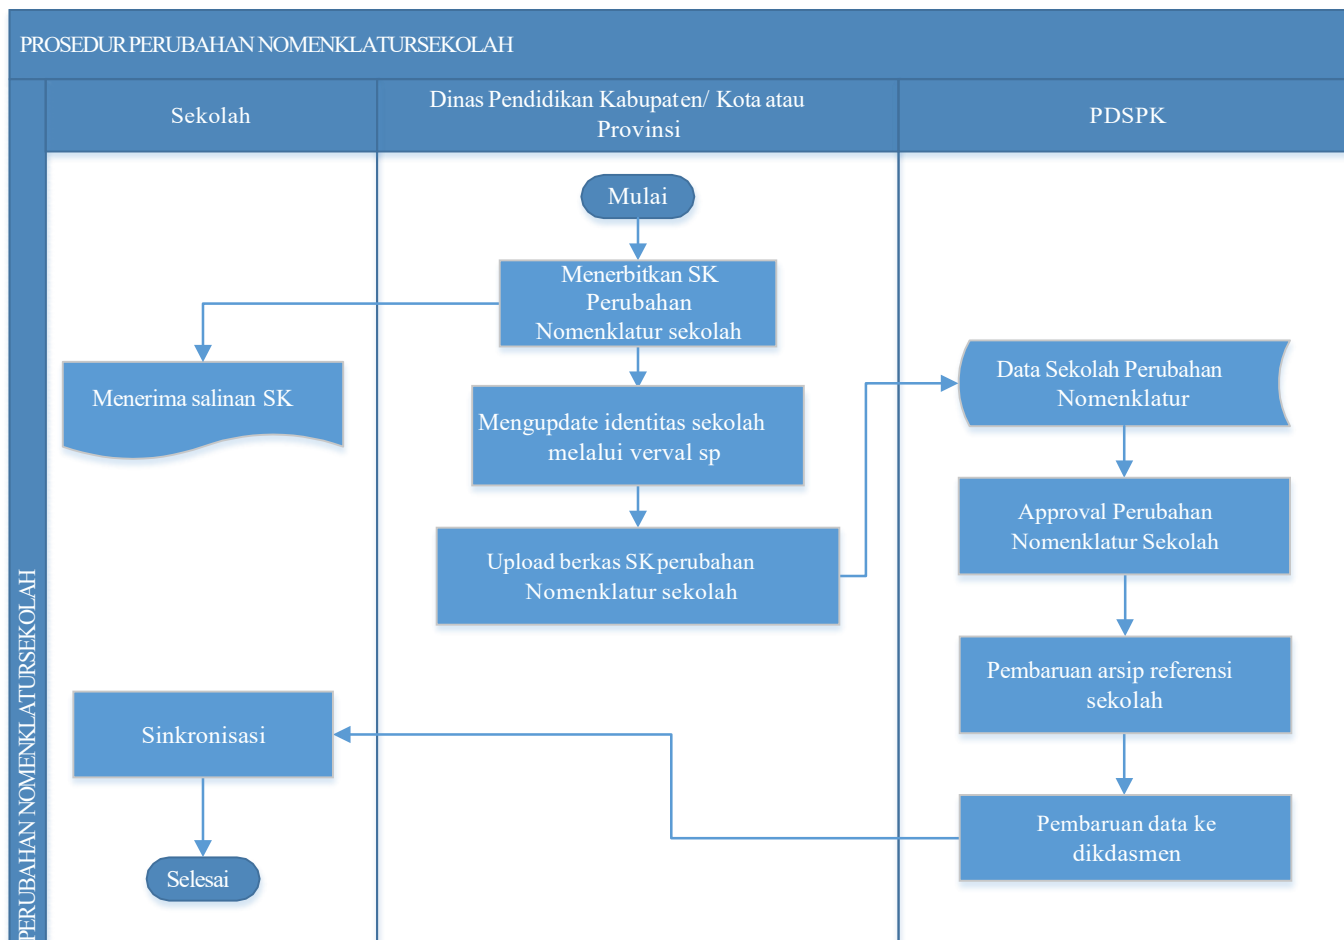 PROSEDUR PERUBAHAN NOMENKLATURSEKOLAH
PERUBAHAN NOMENKLATURSEKOLAH
Sekolah
Dinas Pendidikan Kabupaten/ Kota atau
Provinsi
PDSPK
Mulai
Menerbitkan SK
Perubahan
Nomenklatur sekolah
Menerima salinan SK
Mengupdate identitas sekolah
melalui verval sp
Upload berkas SK perubahan
Nomenklatur sekolah
Data Sekolah Perubahan
Nomenklatur
Approval Perubahan
Nomenklatur Sekolah
Pembaruan arsip referensi
sekolah
Pembaruan data ke
dikdasmen
Sinkronisasi
Selesai